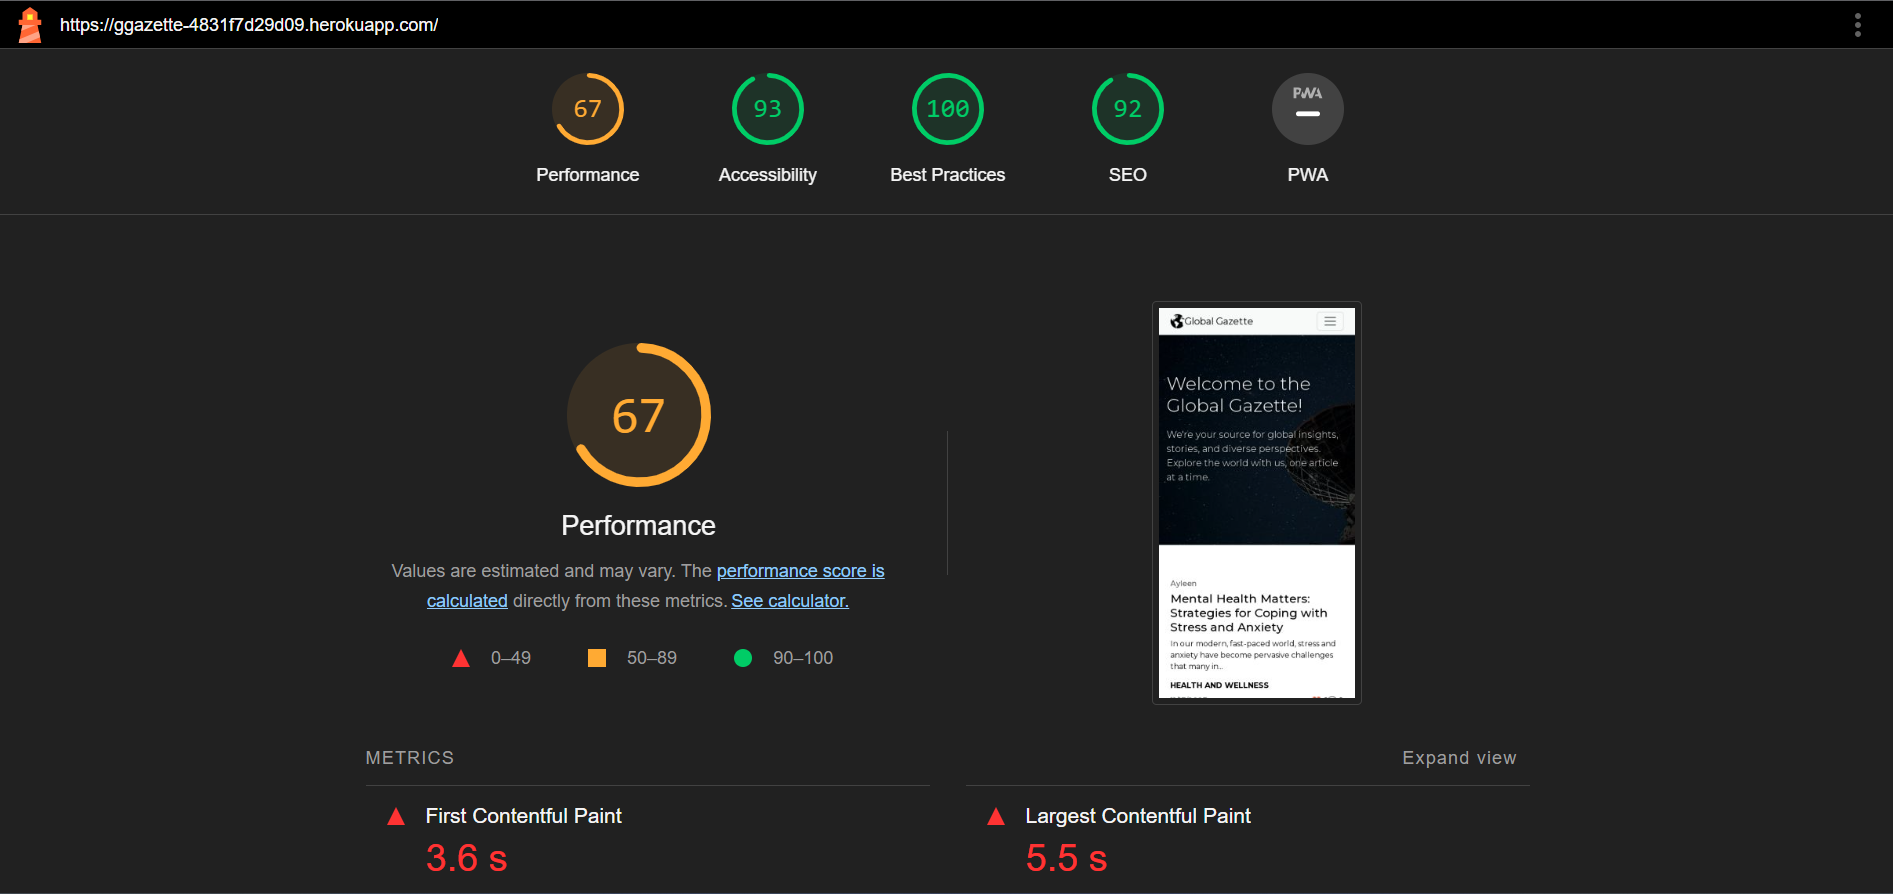 https://ggazette-4831f7d29d09.herokuapp.com/
67
93
100
92
PWA
Performance
Accessibility
Best Practices
SEO
PWA
67
Performance
Values are estimated and may vary. The performance score is
calculated directly from these metrics. See calculator.
0–49
50–89
90–100
Global Gazette
Welcome to the
Global Gazette!
We're your source for global insights,
stories, and diverse perspectives.
Explore the world with us, one article
at a time.
Ayleen
Mental Health Matters:
Strategies for Coping with
Stress and Anxiety
In our modern, fast-paced world, stress and
anxiety have become pervasive challenges
that many in...
HEALTH AND WELLNESS
METRICS
Expand view
First Contentful Paint
3.6 s
Largest Contentful Paint
5.5 s